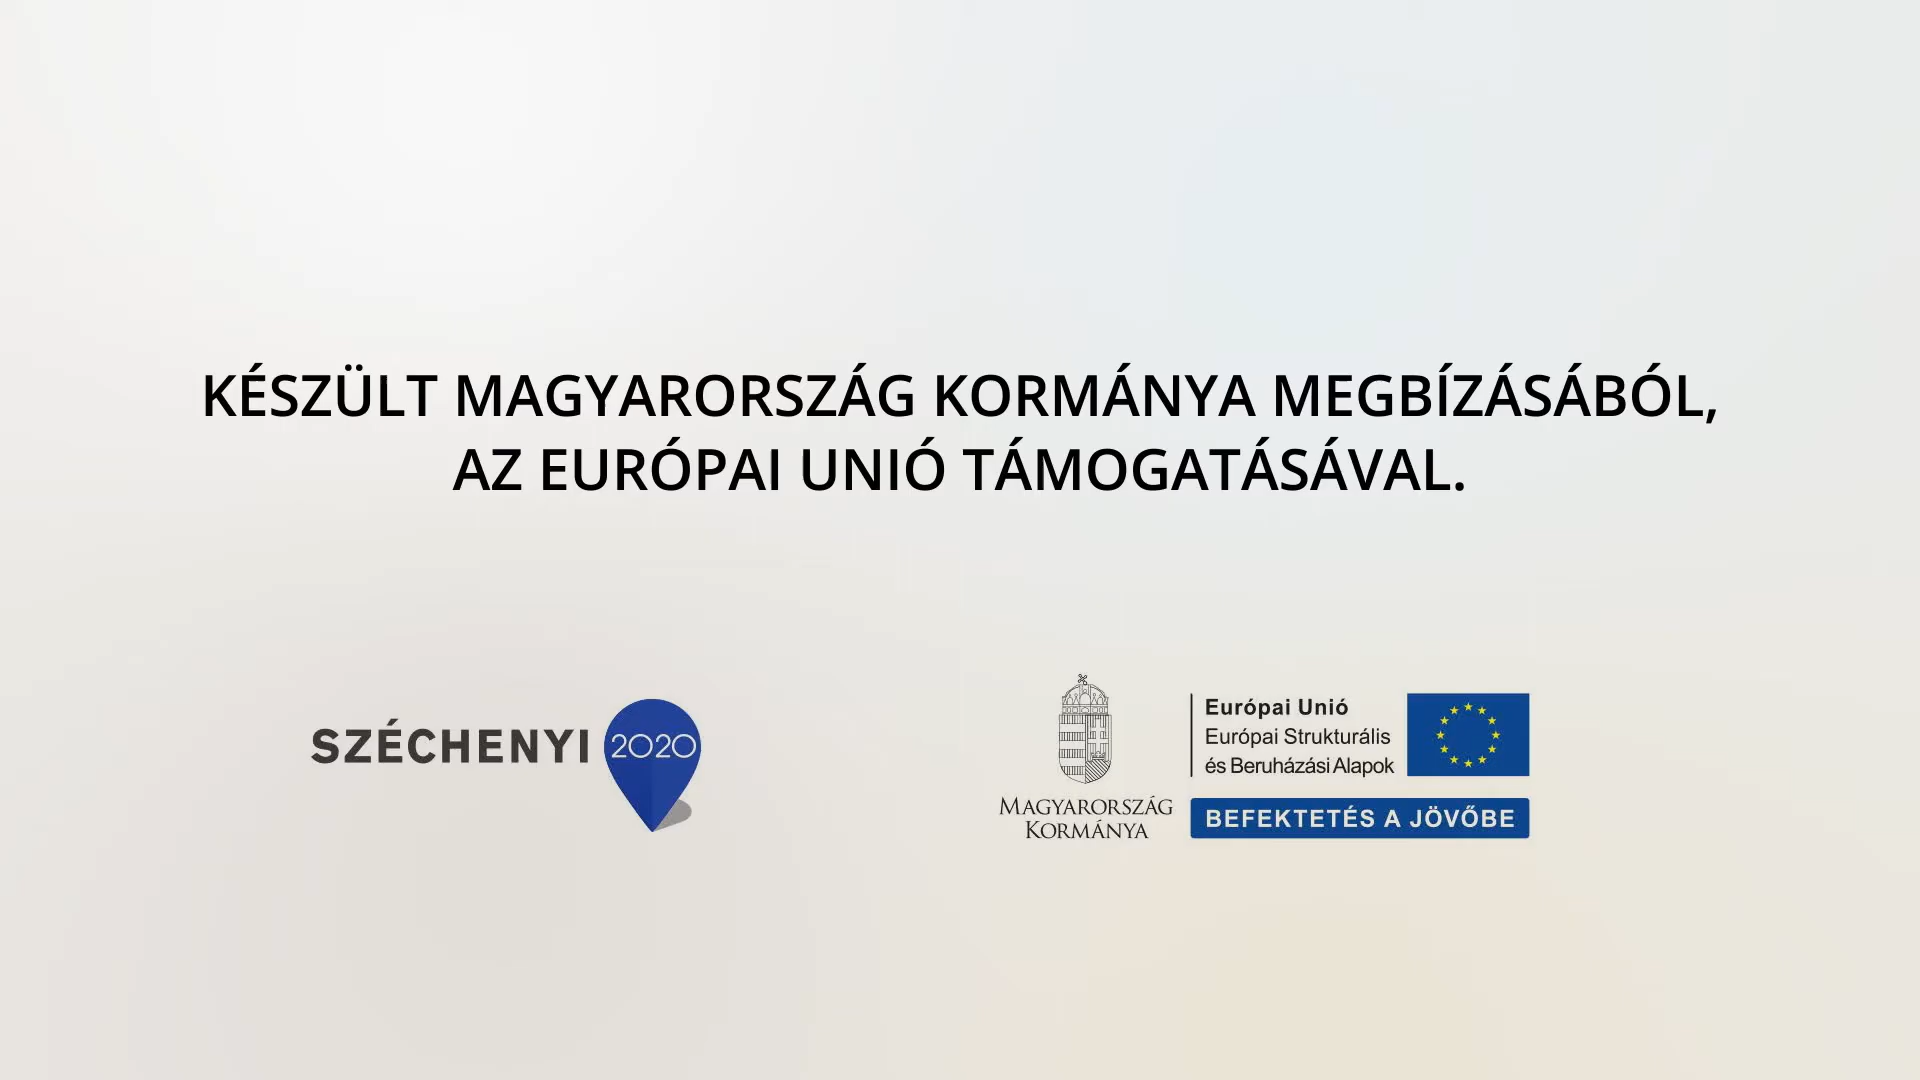 KÉSZÜLT MAGYARORSZÁG KORMÁNYA MEGBÍZÁSÁBÓL,
AZ EURÓPAI UNIÓ TÁMOGATÁSÁVAL.
SZÉCHENYI 2020
MAGYARORSZÁG
KORMÁNYA
Európai Unió
Európai Strukturális
és Beruházási Alapok
BEFEKTETÉS A JÖVŐBE